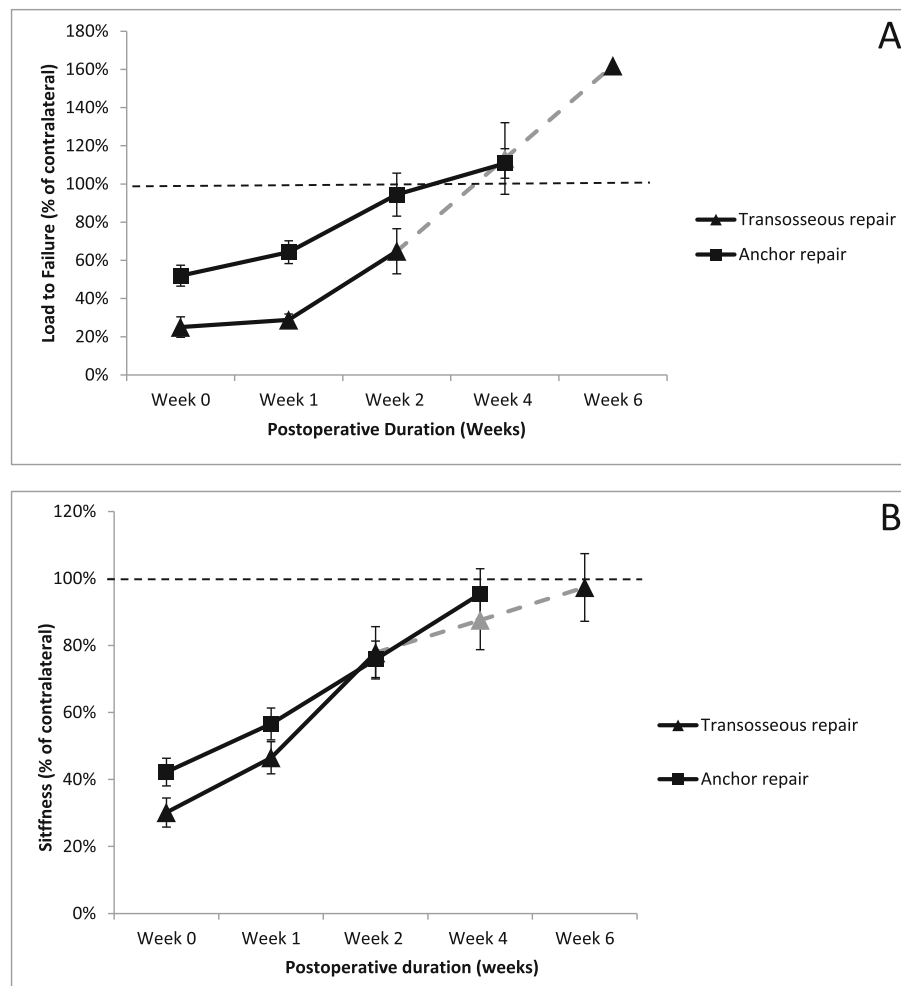 A
180%
160%
140%
120%
100%
80%
60%
40%
20%
0%
Load to Failure (% of contralateral)
Week 0 Week 1 Week 2 Week 4 Week 6
Postoperative Duration (Weeks)
Transosseous repair
Anchor repair
B
120%
100%
80%
60%
40%
20%
0%
Sitffness (% of contralateral)
Week 0 Week 1 Week 2 Week 4 Week 6
Postoperative duration (weeks)
Transosseous repair
Anchor repair